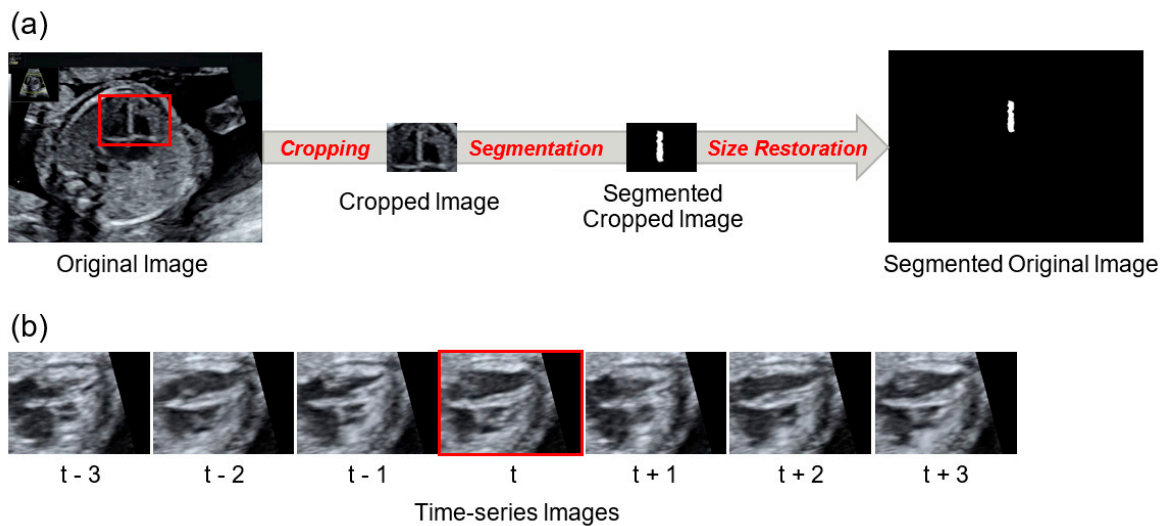 (a)
Cropping
Segmentation
Size Restoration
Cropped Image
Segmented
Cropped Image
Original Image
Segmented Original Image
(b)
t - 3
t - 2
t - 1
t
t + 1
t + 2
t + 3
Time-series Images